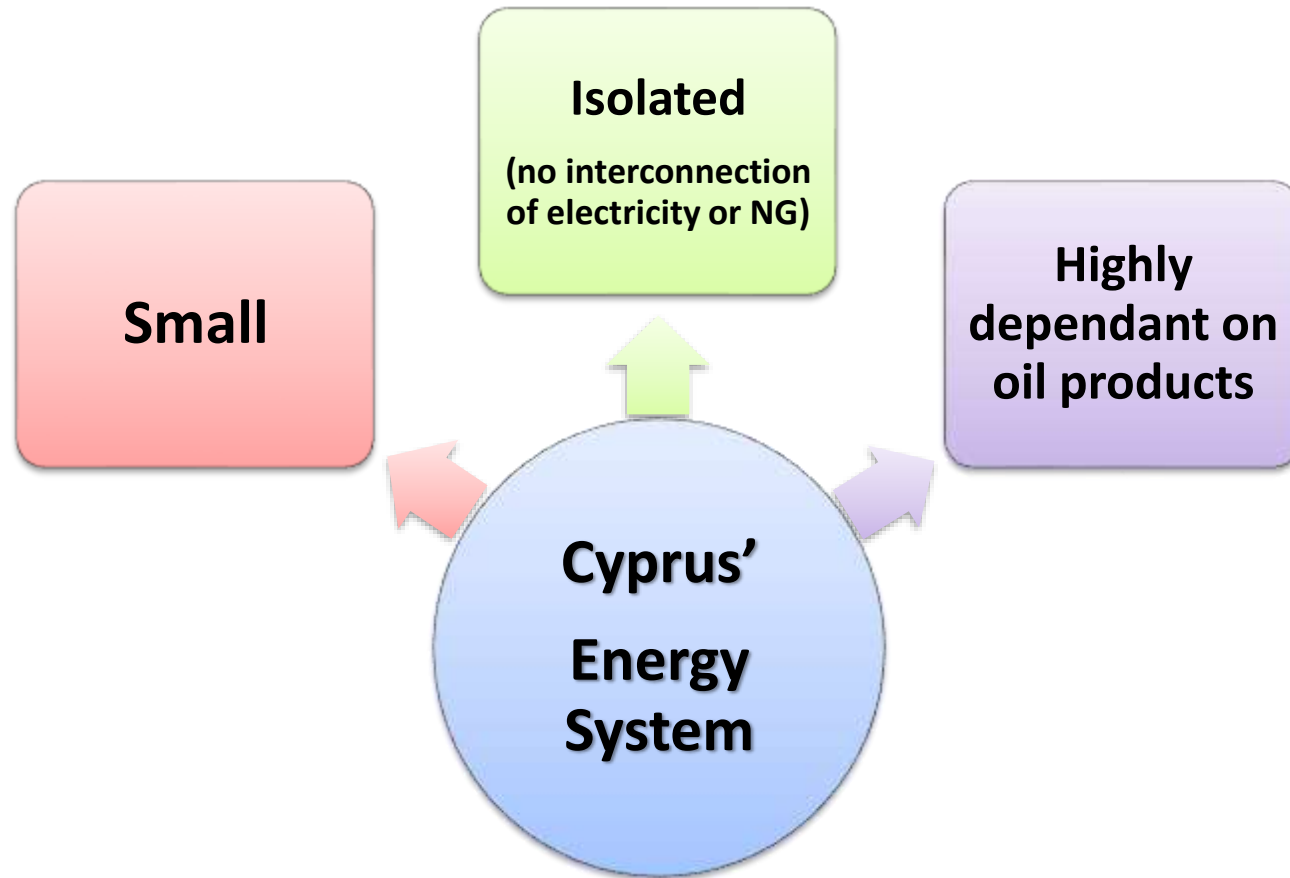 Small
Isolated
(no interconnection
of electricity or NG)
Highly
dependant on
oil products
Cyprus’
Energy
System